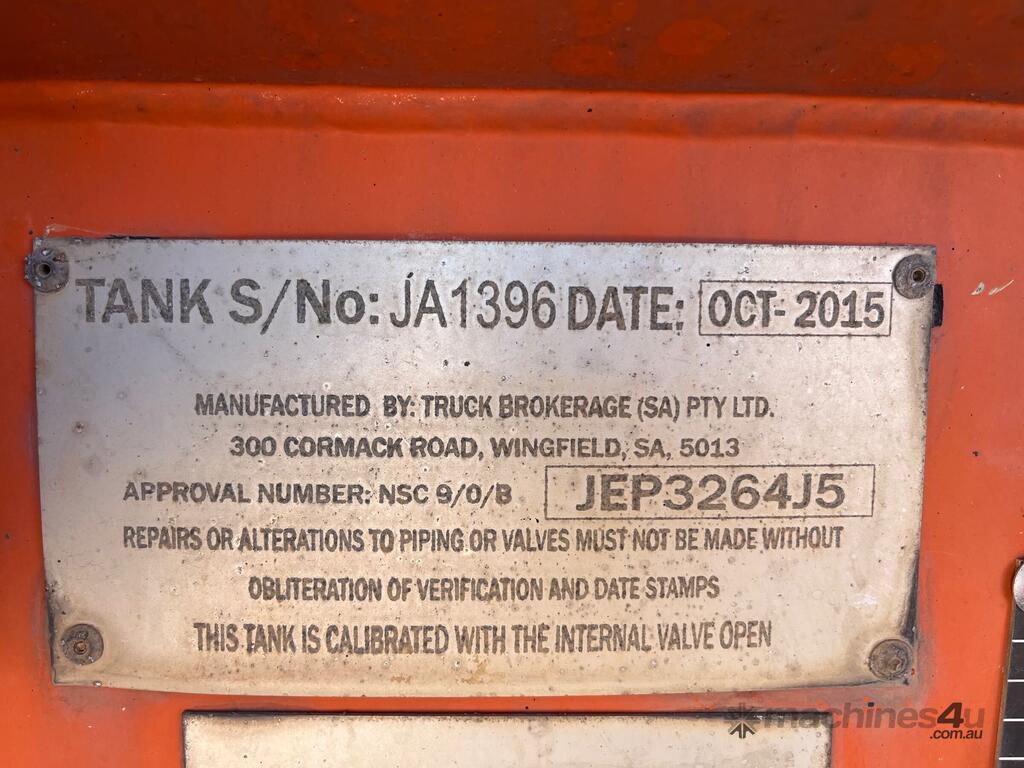 TANK S/No: JA1396 DATE: OCT-2015
MANUFACTURED BY: TRUCK BROKERAGE (SA) PTY LTD.
300 CORMACK ROAD, WINGFIELD, SA, 5013
APPROVAL NUMBER: NSC 9/0/B JEP3264J5
REPAIRS OR ALTERATIONS TO PIPING OR VALVES MUST NOT BE MADE WITHOUT
OBLITERATION OF VERIFICATION AND DATE STAMPS
THIS TANK IS CALIBRATED WITH THE INTERNAL VALVE OPEN
machines4u
.com.au